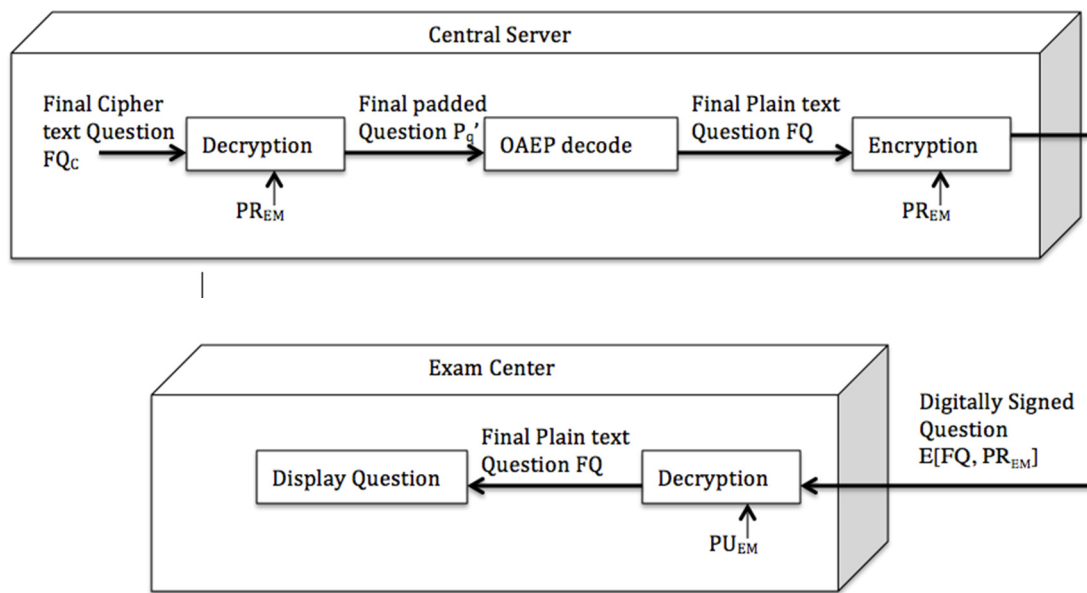 Central Server
Final Cipher
text Question
FQC
Decryption
PREM
Final padded
Question Pq'
OAEP decode
Final Plain text
Question FQ
Encryption
PREM
Exam Center
Display Question
Final Plain text
Question FQ
Decryption
PUEM
Digitally Signed
Question
E[FQ, PREM]